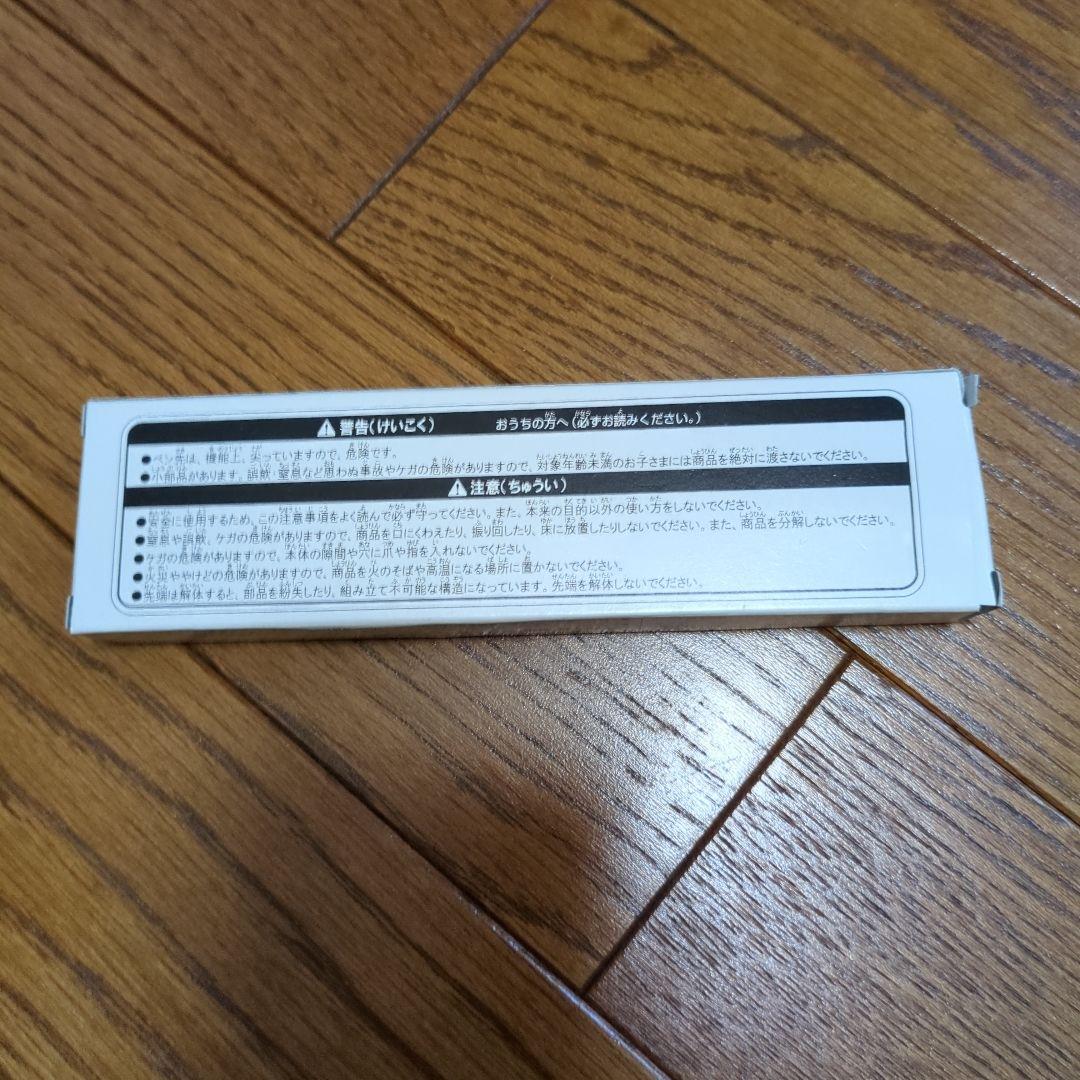 警告(けいこく) おうちの方へ(必ずお読みください。)
●ペン先は、機能上、尖っていますので、危険です。
●小部品があります。誤飲・窒息など思わぬ事故やケガの危険がありますので、対象年齢未満のお子さまには商品を絶対に渡さないでください。
注意(ちゅうい)
●安全に使用するため、この注意事項をよく読んで必ず守ってください。また、本来の目的以外の使い方をしないでください。
●窒息や誤飲、ケガの危険がありますので、商品を口にくわえたり、振り回したり、床に放置したりしないでください。また、商品を分解しないでください。
●ケガの危険がありますので、本体の隙間や穴に爪や指を入れないでください。
●火災ややけどの危険がありますので、商品を火のそばや高温になる場所に置かないでください。
●先端は解体すると、部品を紛失したり、組み立て不可能な構造になっています。先端を解体しないでください。